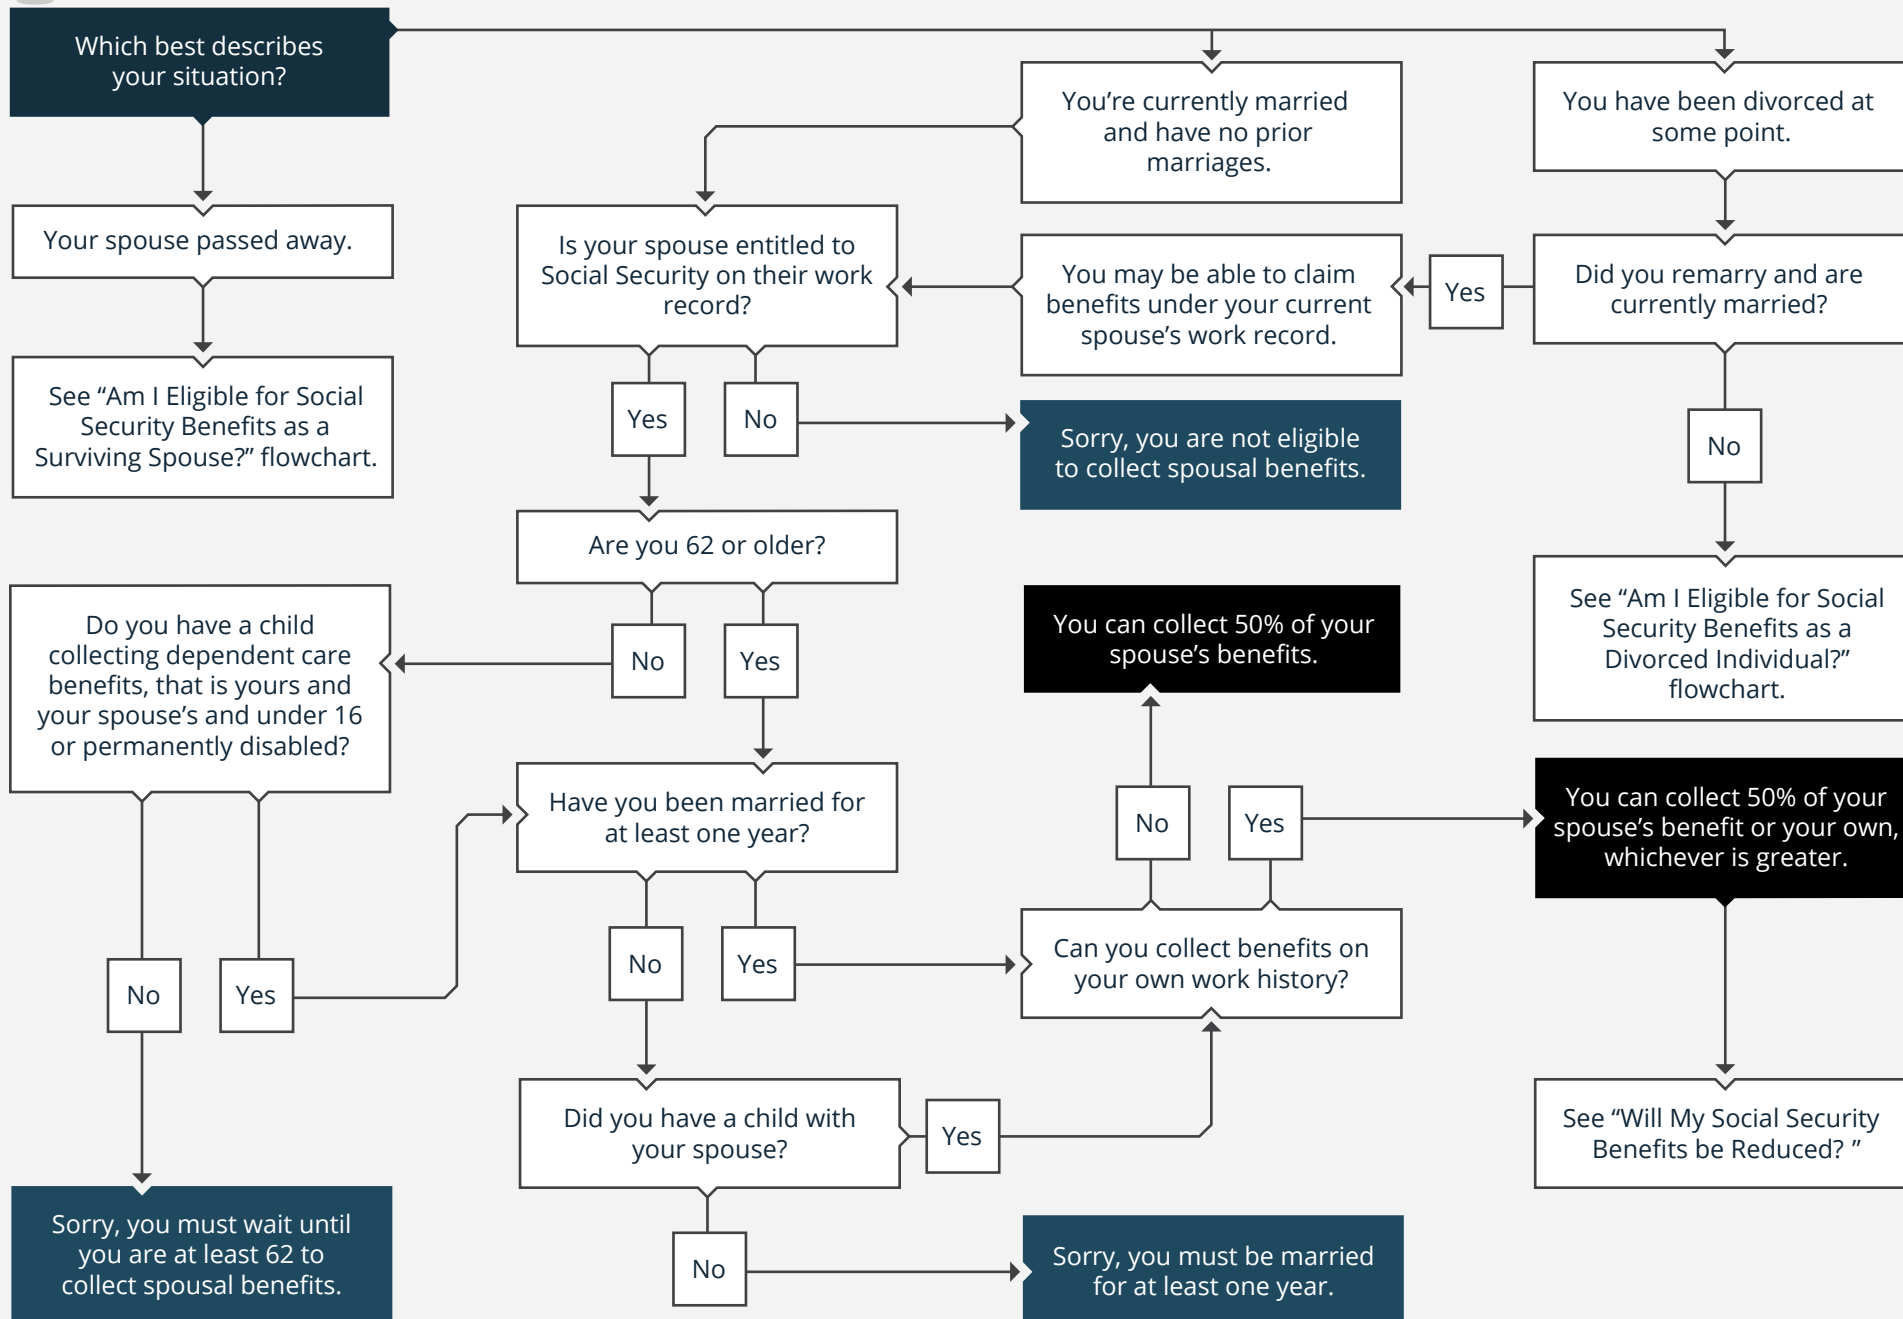 Which best describes
your situation?
You’re currently married
and have no prior
marriages.
You have been divorced at
some point.
Your spouse passed away.
Is your spouse entitled to
Social Security on their work
record?
You may be able to claim
benefits under your current
spouse’s work record.
Yes
Did you remarry and are
currently married?
See “Am I Eligible for Social
Security Benefits as a
Surviving Spouse?” flowchart.
Yes
No
Sorry, you are not eligible
to collect spousal benefits.
No
Are you 62 or older?
See “Am I Eligible for Social
Security Benefits as a
Divorced Individual?”
flowchart.
Do you have a child
collecting dependent care
benefits, that is yours and
your spouse’s and under 16
or permanently disabled?
No
Yes
You can collect 50% of your
spouse’s benefits.
Have you been married for
at least one year?
No
Yes
You can collect 50% of your
spouse’s benefit or your own,
whichever is greater.
No
Yes
No
Yes
Can you collect benefits on
your own work history?
Did you have a child with
your spouse?
Yes
See “Will My Social Security
Benefits be Reduced? ”
Sorry, you must wait until
you are at least 62 to
collect spousal benefits.
No
Sorry, you must be married
for at least one year.